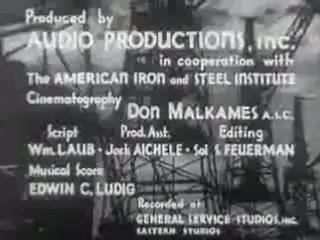 Produced by
AUDIO PRODUCTIONS, INC.
in cooperation with
The AMERICAN IRON and STEEL INSTITUTE
Cinematography
DON MALKAMES A.S.C.
Script Prod. Asst. Editing
Wm. LAUB - Jack AICHELE - Sol S. FEUERMAN
Musical Score
EDWIN C. LUDIG
Recorded at
GENERAL SERVICE STUDIOS, INC.
EASTERN STUDIOS